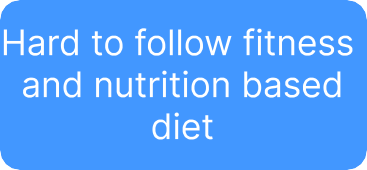 Hard to follow fitness
and nutrition based
diet